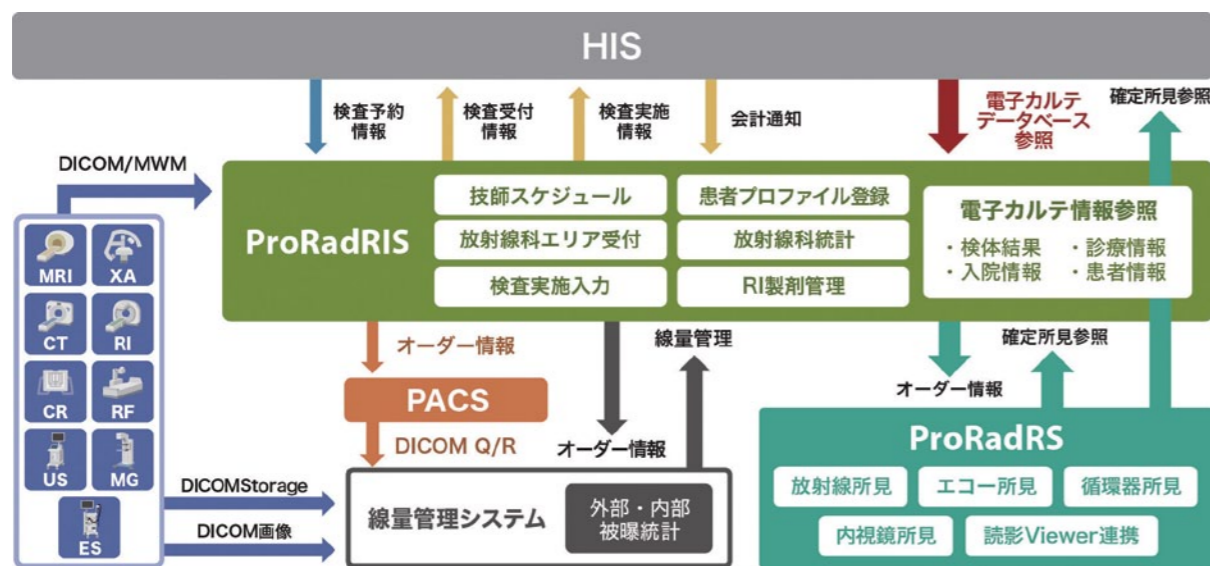 HIS
検査予約
情報
検査受付
情報
検査実施
情報
会計通知
電子カルテ
データベース
参照
確定所見参照
DICOM/MWM
ProRadRIS
技師スケジュール
患者プロファイル登録
放射線科エリア受付
放射線科統計
検査実施入力
RI製剤管理
電子カルテ情報参照
・検体結果 ・診療情報
・入院情報 ・患者情報
MRI
XA
CT
RI
CR
RF
US
MG
ES
オーダー情報
PACS
DICOM Q/R
オーダー情報
線量管理
オーダー情報
確定所見参照
DICOMStorage
DICOM画像
線量管理システム
外部・内部
被曝統計
ProRadRS
放射線所見
エコー所見
循環器所見
内視鏡所見
読影Viewer連携